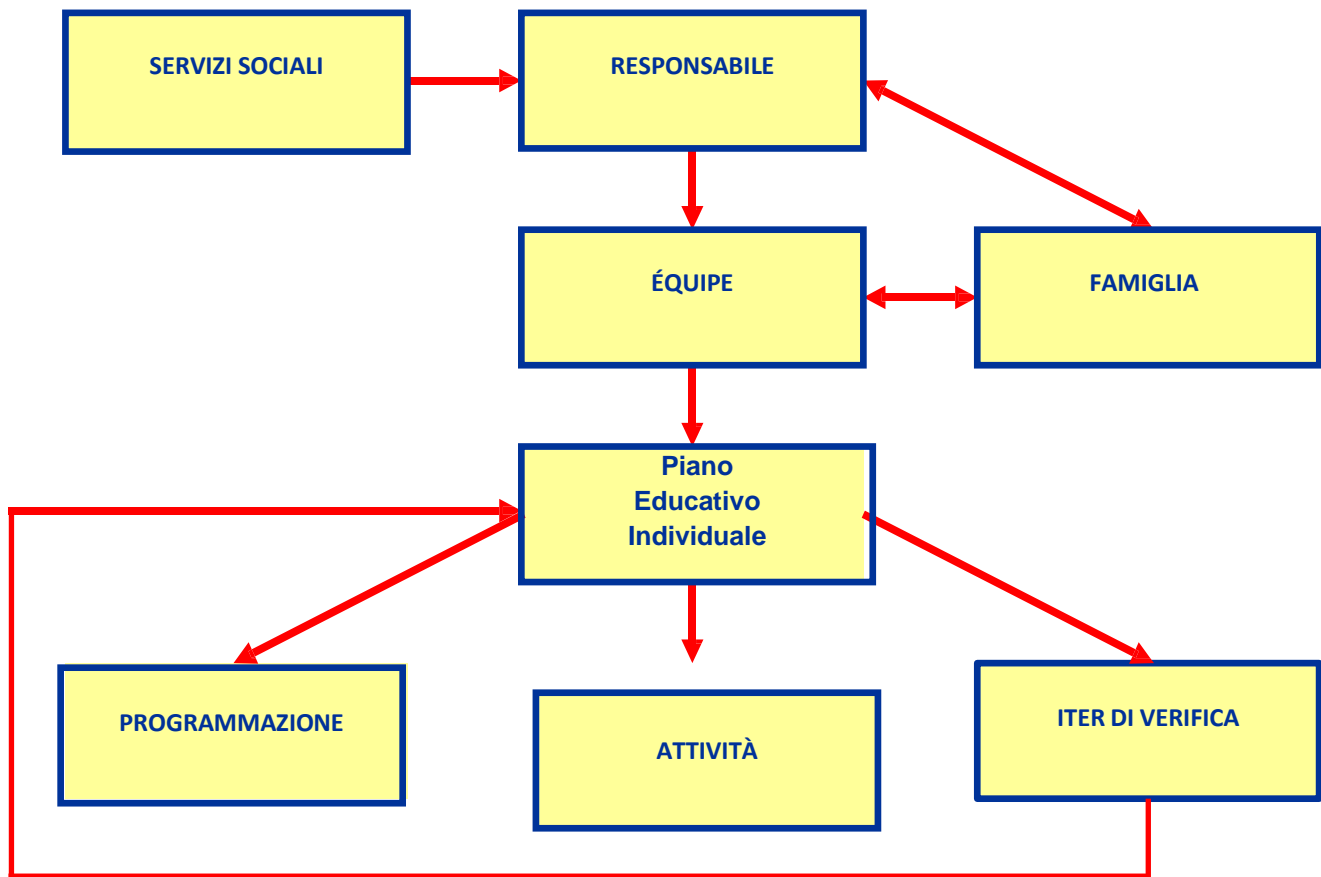 SERVIZI SOCIALI
RESPONSABILE
ÉQUIPE
FAMIGLIA
Piano
Educativo
Individuale
PROGRAMMAZIONE
ATTIVITÀ
ITER DI VERIFICA